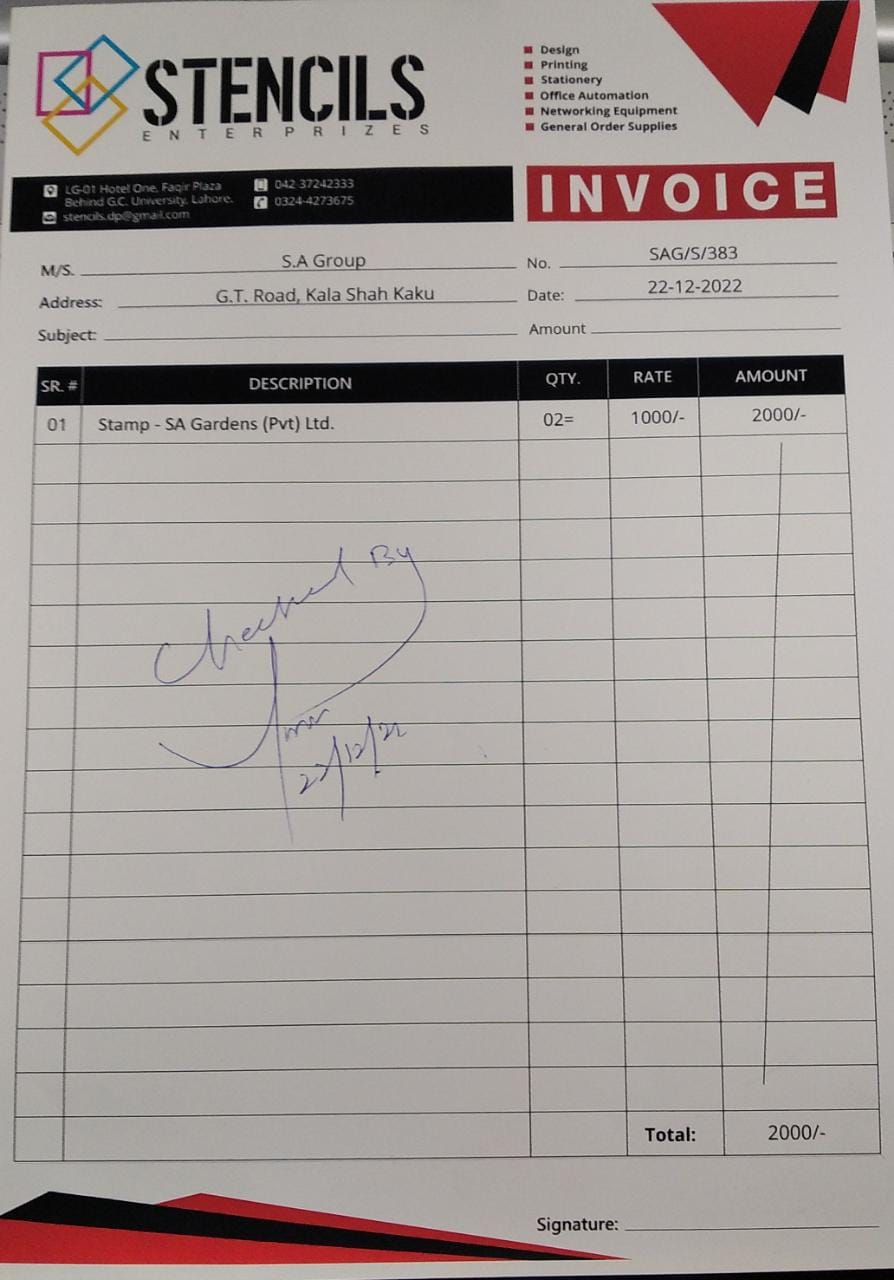 STENCILS
ENTERPRIZES
Design
Printing
Stationery
Office Automation
Networking Equipment
General Order Supplies
LG-01 Hotel One, Faqir Plaza
Behind G.C. University, Lahore.
stencils.dp@gmail.com
042-37242333
0324-4273675
INVOICE
M/S. S.A Group
No. SAG/S/383
Address: G.T. Road, Kala Shah Kaku
Date: 22-12-2022
Subject:
Amount
SR. # DESCRIPTION QTY. RATE AMOUNT
01 Stamp - SA Gardens (Pvt) Ltd. 02= 1000/- 2000/-
Checked By
Total: 2000/-
Signature: